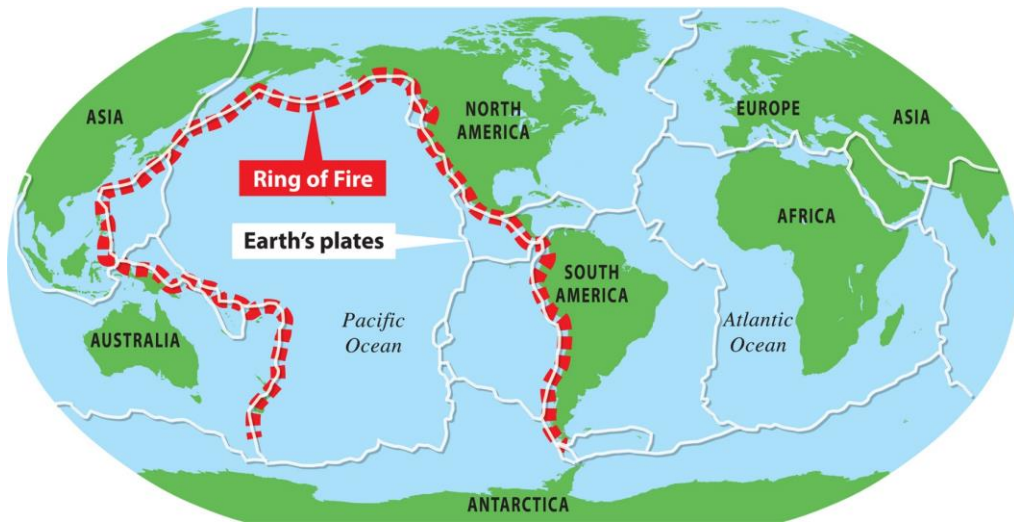 ASIA
NORTH
AMERICA
EUROPE
ASIA
Ring of Fire
AFRICA
Earth's plates
SOUTH
AMERICA
AUSTRALIA
Pacific
Ocean
Atlantic
Ocean
ANTARCTICA